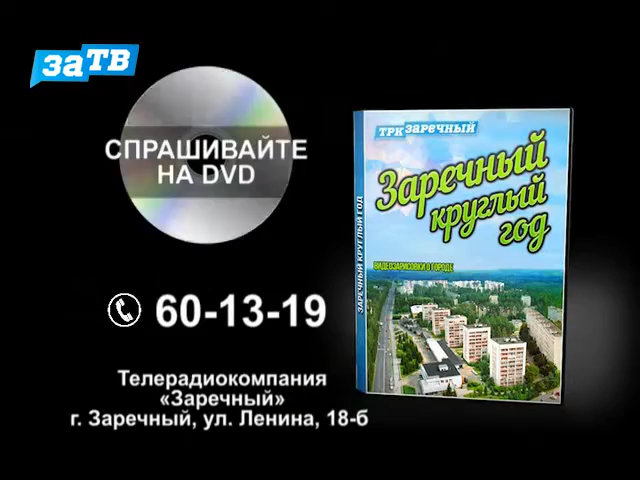 заТВ
СПРАШИВАЙТЕ
НА DVD
60-13-19
Телерадиокомпания
«Заречный»
г. Заречный, ул. Ленина, 18-б
ТРК заречный
Заречный
круглый
год
ВИДЕОЗАРИСОВКИ О ГОРОДЕ
ЗАРЕЧНЫЙ КРУГЛЫЙ ГОД